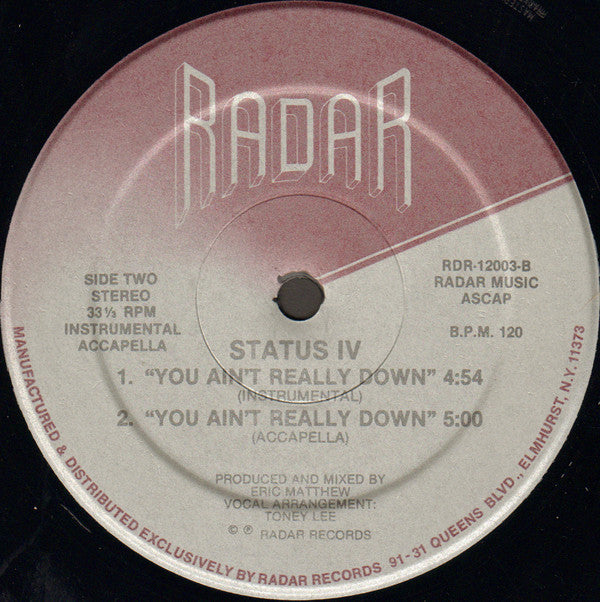 RADAR
SIDE TWO
STEREO
33 ⅓ RPM
INSTRUMENTAL
ACCAPELLA
RDR-12003-B
RADAR MUSIC
ASCAP
B.P.M. 120
STATUS IV
1. "YOU AIN'T REALLY DOWN" 4:54
(INSTRUMENTAL)
2. "YOU AIN'T REALLY DOWN" 5:00
(ACCAPELLA)
PRODUCED AND MIXED BY
ERIC MATTHEW
VOCAL ARRANGEMENT:
TONEY LEE
© ℗ RADAR RECORDS
MANUFACTURED & DISTRIBUTED EXCLUSIVELY BY RADAR RECORDS 91-31 QUEENS BLVD., ELMHURST, N.Y. 11373